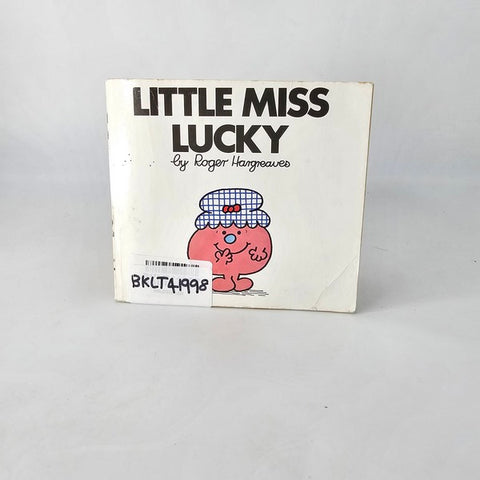 LITTLE MISS
LUCKY
by Roger Hargreaves
BKLT41998